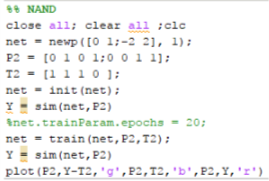 %% NAND
close all; clear all ;clc
net = newp([0 1;-2 2], 1);
P2 = [0 1 0 1;0 0 1 1];
T2 = [1 1 1 0 ];
net = init(net);
Y = sim(net,P2)
%net.trainParam.epochs = 20;
net = train(net,P2,T2);
Y = sim(net,P2)
plot(P2,Y-T2,'g',P2,T2,'b',P2,Y,'r')